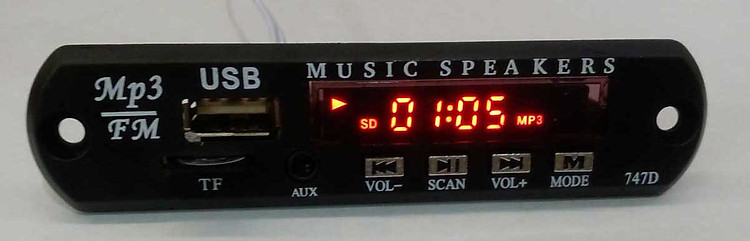 MUSIC SPEAKERS
USB
Mp3
FM
SD 01:05 MP3
TF
AUX
VOL- SCAN VOL+ MODE
M
747D